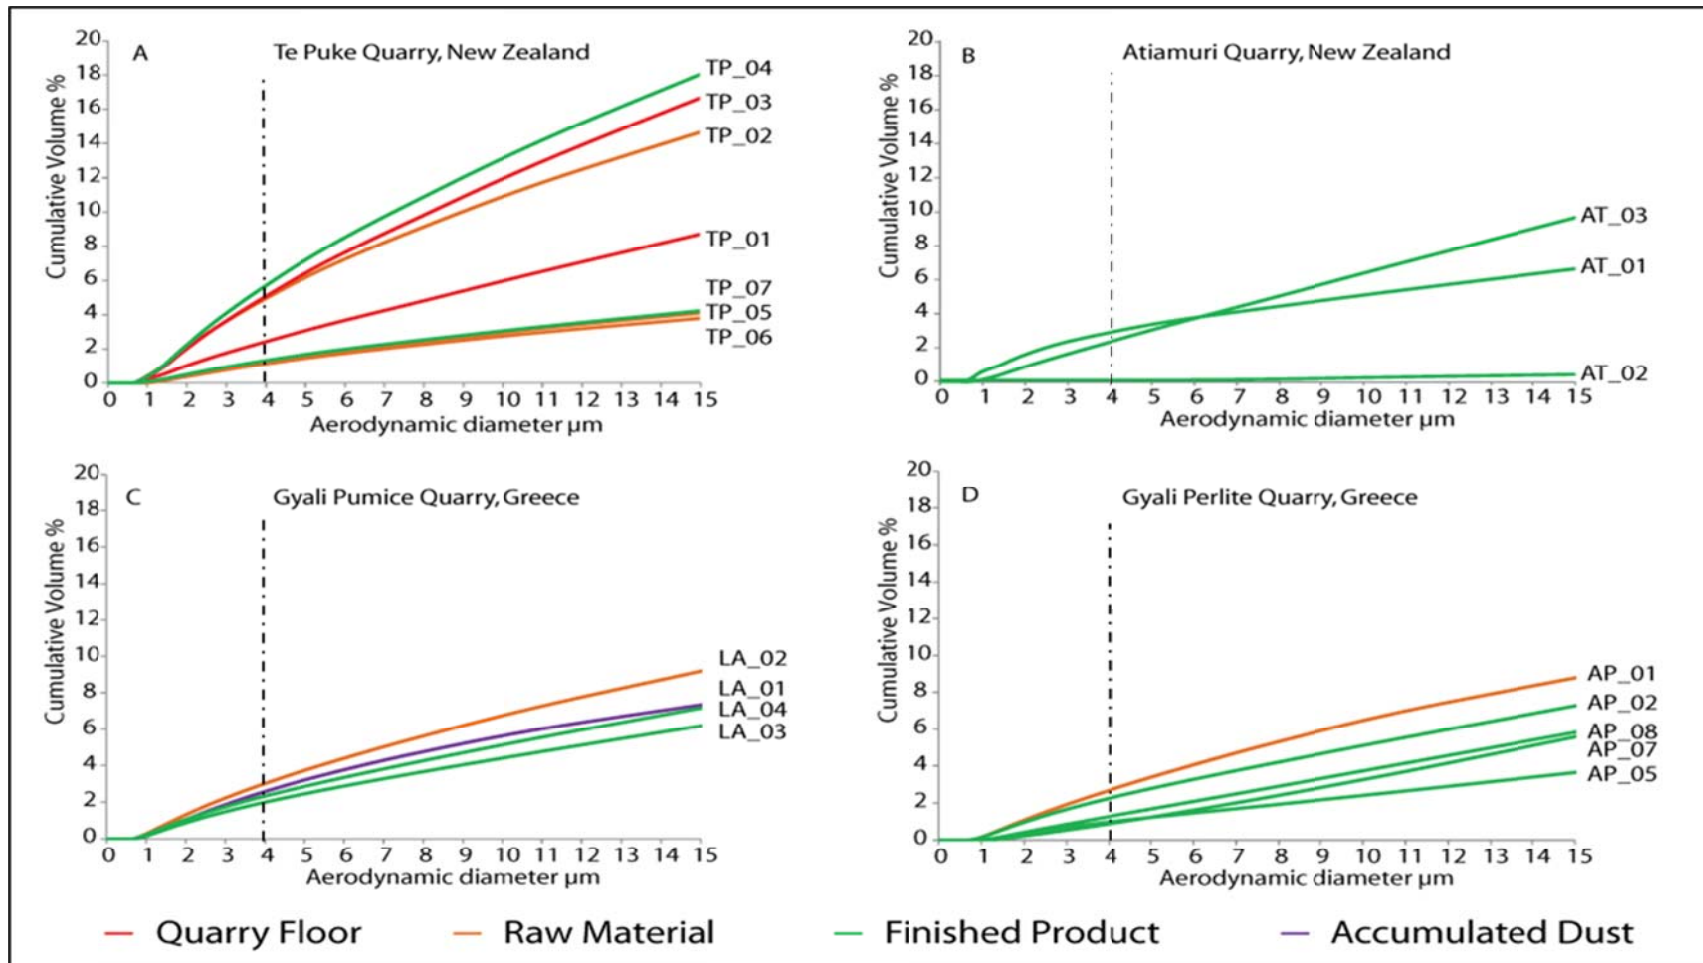 A
Te Puke Quarry, New Zealand
Cumulative Volume %
20
18
16
14
12
10
8
6
4
2
0
TP_04
TP_03
TP_02
TP_01
TP_07
TP_05
TP_06
0 1 2 3 4 5 6 7 8 9 10 11 12 13 14 15
Aerodynamic diameter µm
B
Atiamuri Quarry, New Zealand
Cumulative Volume %
20
18
16
14
12
10
8
6
4
2
0
AT_03
AT_01
AT_02
0 1 2 3 4 5 6 7 8 9 10 11 12 13 14 15
Aerodynamic diameter µm
C
Gyali Pumice Quarry, Greece
Cumulative Volume %
20
18
16
14
12
10
8
6
4
2
0
LA_02
LA_01
LA_04
LA_03
0 1 2 3 4 5 6 7 8 9 10 11 12 13 14 15
Aerodynamic diameter µm
D
Gyali Perlite Quarry, Greece
Cumulative Volume %
20
18
16
14
12
10
8
6
4
2
0
AP_01
AP_02
AP_08
AP_07
AP_05
0 1 2 3 4 5 6 7 8 9 10 11 12 13 14 15
Aerodynamic diameter µm
Quarry Floor
Raw Material
Finished Product
Accumulated Dust